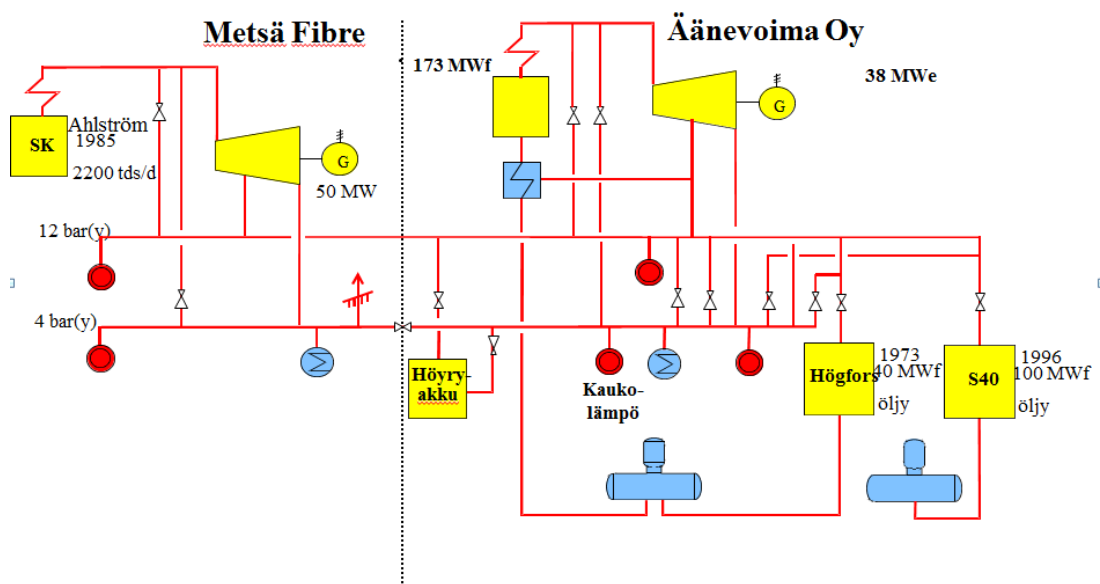 Metsä Fibre
Äänevoima Oy
173 MWf
38 MWe
SK
Ahlström
1985
2200 tds/d
G
50 MW
G
12 bar(y)
4 bar(y)
Höyry-
akku
Kauko-
lämpö
Högfors
1973
40 MWf
öljy
S40
1996
100 MWf
öljy